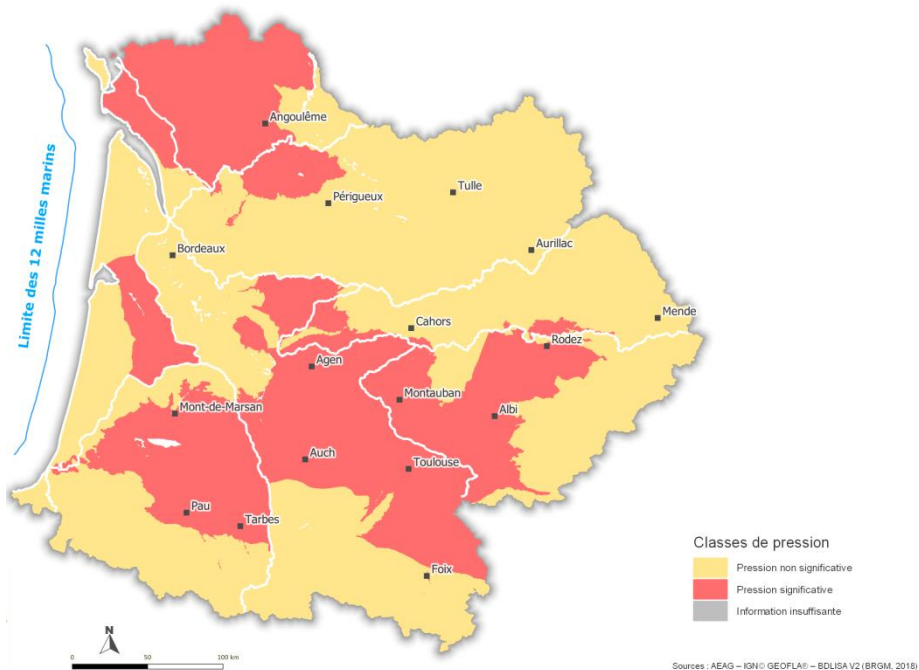 Limite des 12 milles marins
Angoulême
Périgueux
Tulle
Bordeaux
Aurillac
Mende
Cahors
Rodez
Agen
Montauban
Mont-de-Marsan
Albi
Auch
Toulouse
Pau
Tarbes
Foix
Classes de pression
Pression non significative
Pression significative
Information insuffisante
N
0 50 100 km
Sources : AEAG – IGN© GEOFLA® – BDLISA V2 (BRGM, 2018)